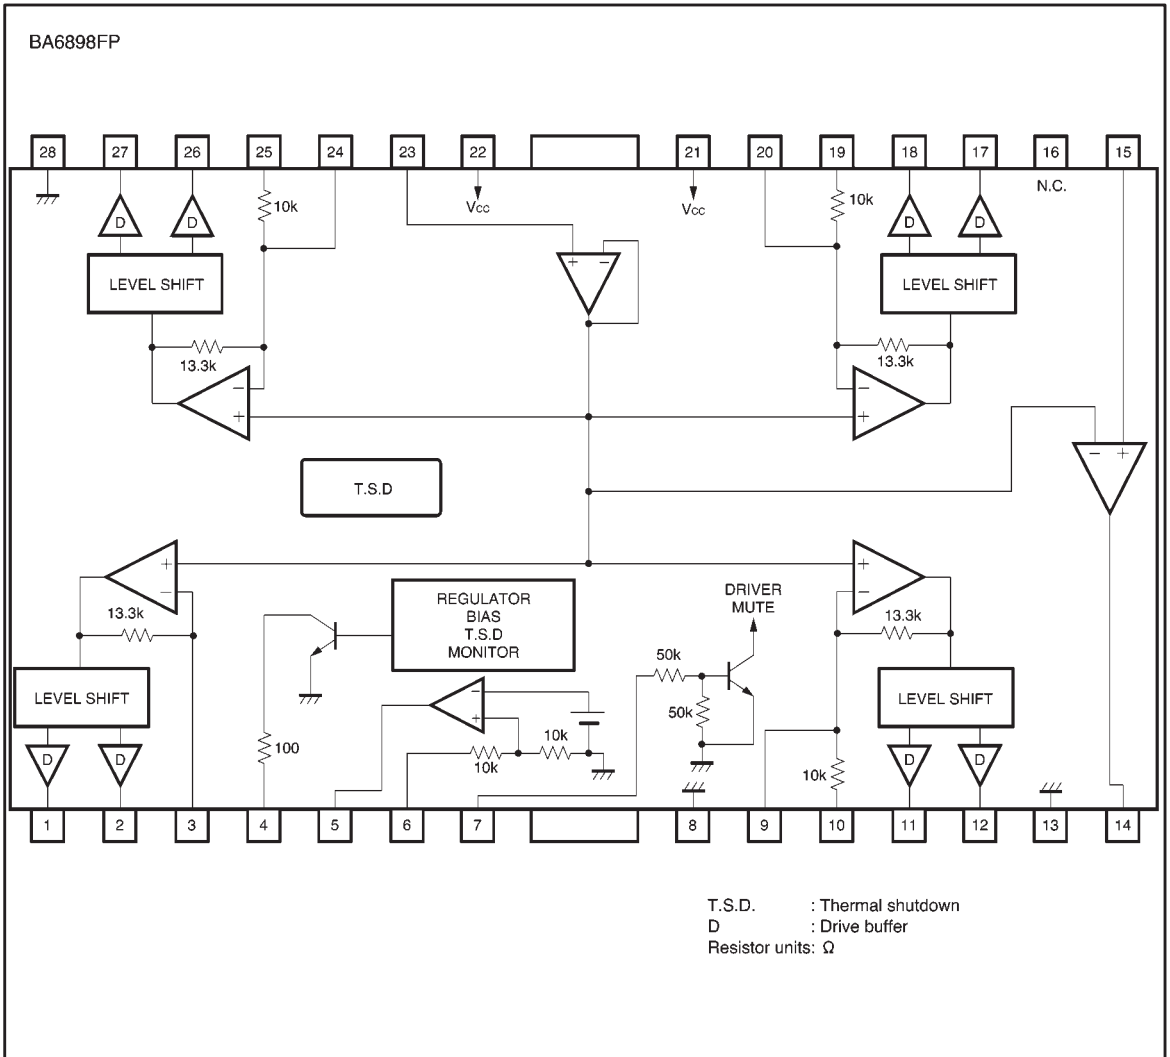 BA6898FP
28 27 26 25 24 23 22 21 20 19 18 17 16 15
N.C.
10k
Vcc
Vcc
10k
D D
D D
+ −
LEVEL SHIFT
LEVEL SHIFT
13.3k
13.3k
−
−
+
+
− +
T.S.D
+
+
−
−
REGULATOR
BIAS
T.S.D
MONITOR
DRIVER
MUTE
13.3k
13.3k
50k
LEVEL SHIFT
−
50k
LEVEL SHIFT
+
10k
100
10k
10k
D D
D D
1 2 3 4 5 6 7 8 9 10 11 12 13 14
T.S.D. : Thermal shutdown
D : Drive buffer
Resistor units: Ω